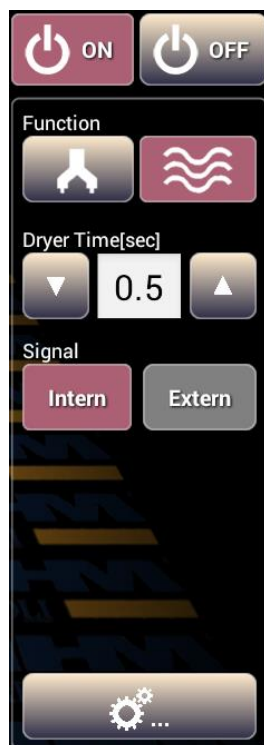 ON OFF
Function
Dryer Time[sec]
0.5
Signal
Intern Extern
...